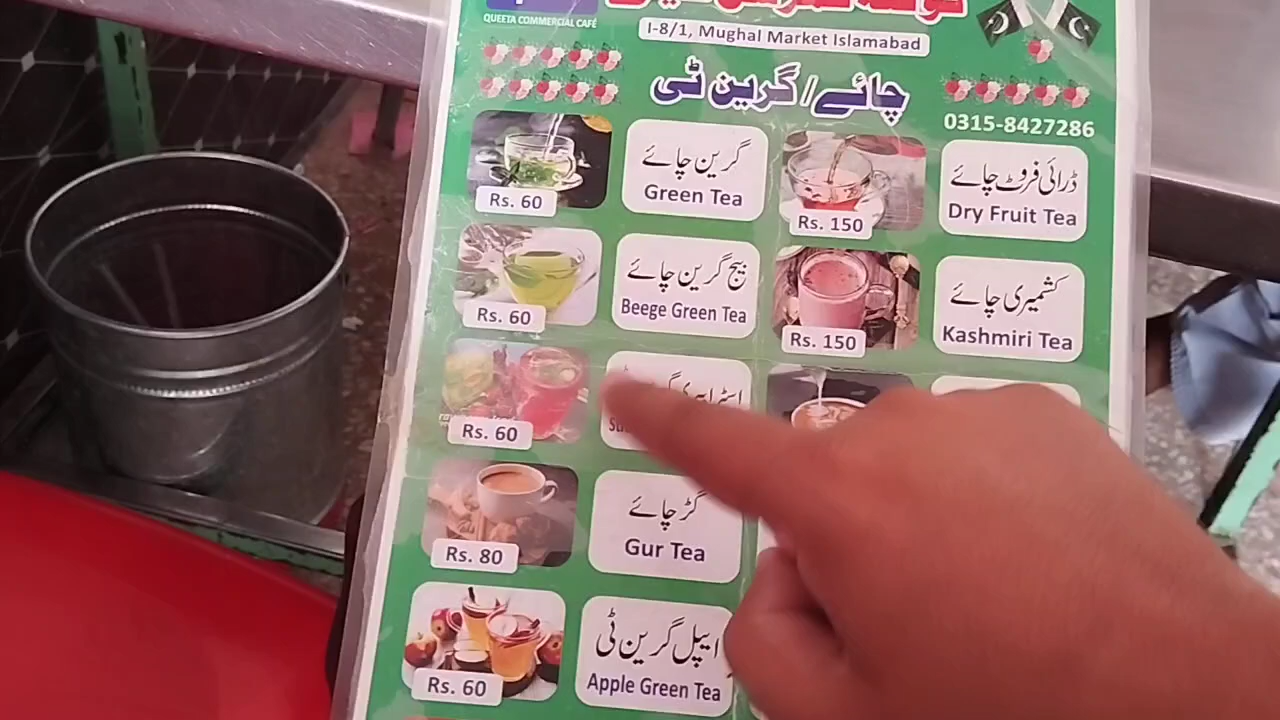 QUEETA COMMERCIAL CAFÉ
I-8/1, Mughal Market Islamabad
چائے/گرین ٹی
0315-8427286
گرین چائے
Green Tea
Rs. 60
ڈرائی فروٹ چائے
Dry Fruit Tea
Rs. 150
بیج گرین چائے
Beege Green Tea
Rs. 60
کشمیری چائے
Kashmiri Tea
Rs. 150
اسٹرابیری
Rs. 60
گڑ چائے
Gur Tea
Rs. 80
ایپل گرین ٹی
Apple Green Tea
Rs. 60